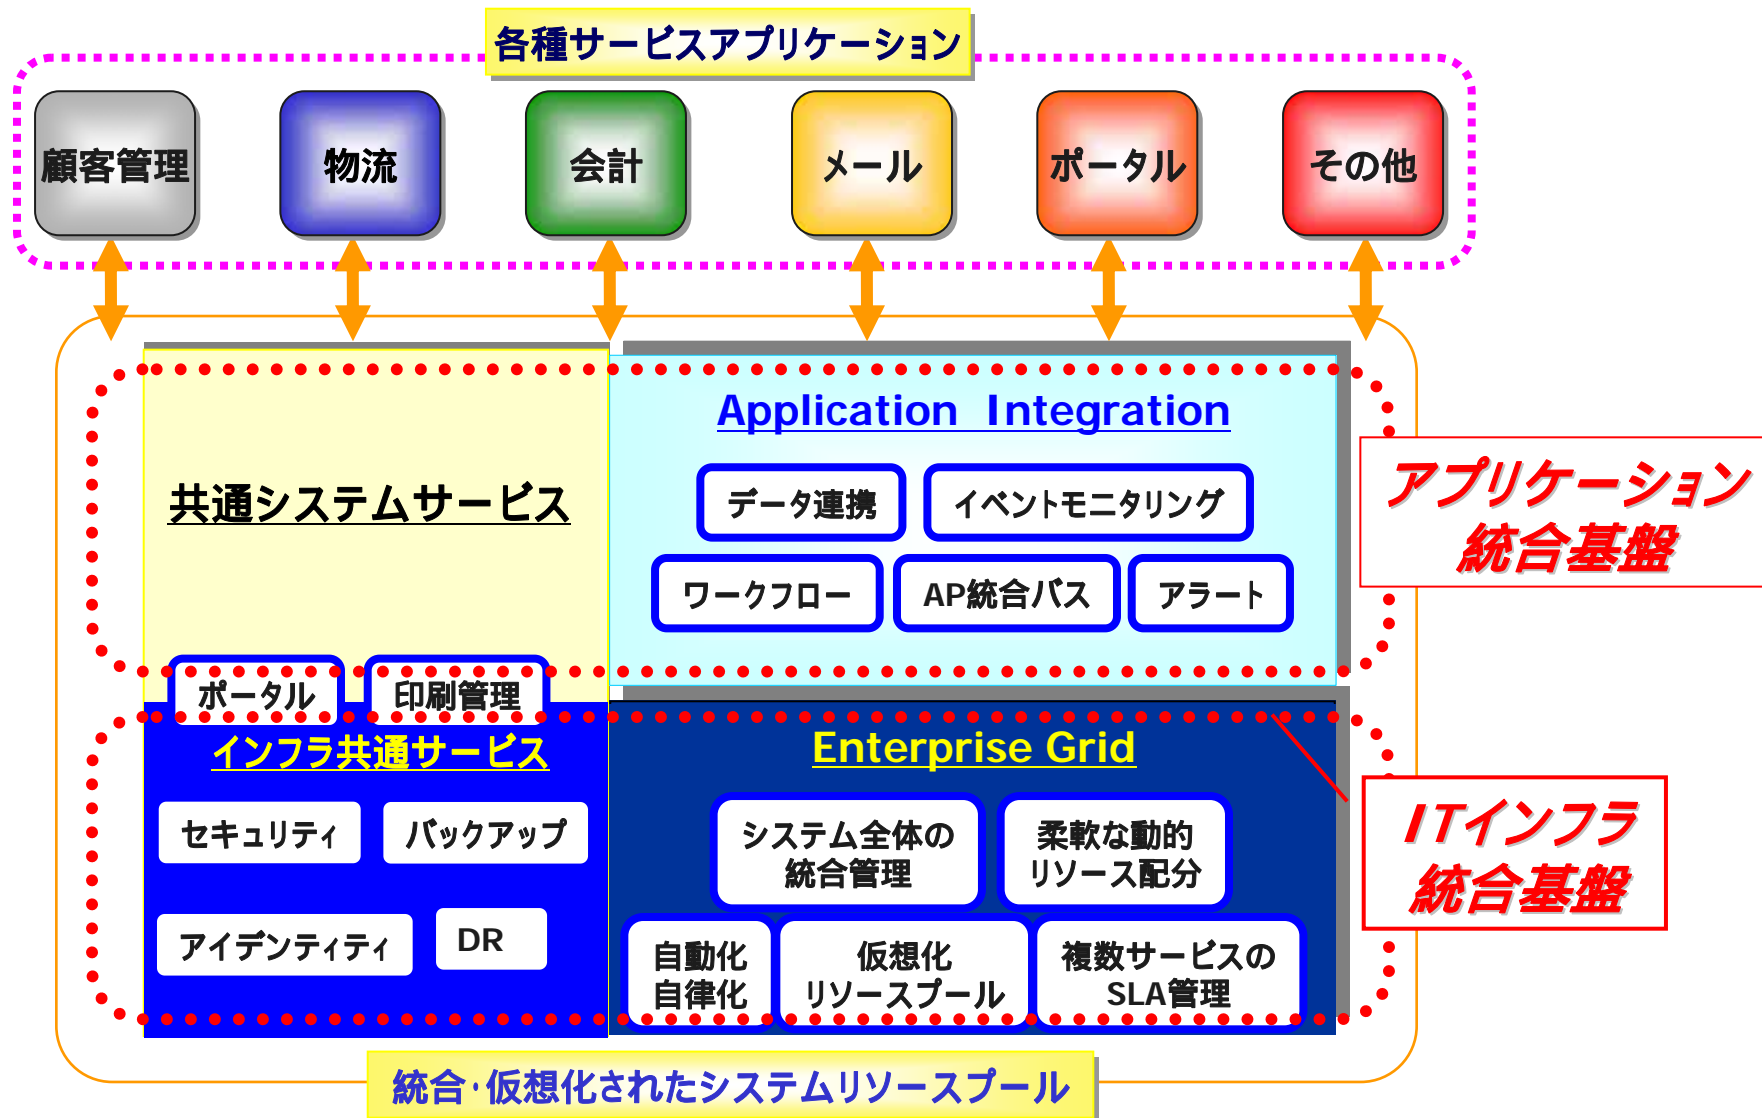 各種サービスアプリケーション
顧客管理
物流
会計
メール
ポータル
その他
共通システムサービス
Application Integration
データ連携
イベントモニタリング
ワークフロー
AP統合バス
アラート
アプリケーション
統合基盤
ポータル
印刷管理
インフラ共通サービス
セキュリティ
バックアップ
アイデンティティ
DR
Enterprise Grid
システム全体の
統合管理
柔軟な動的
リソース配分
自動化
自律化
仮想化
リソースプール
複数サービスの
SLA管理
ITインフラ
統合基盤
統合・仮想化されたシステムリソースプール